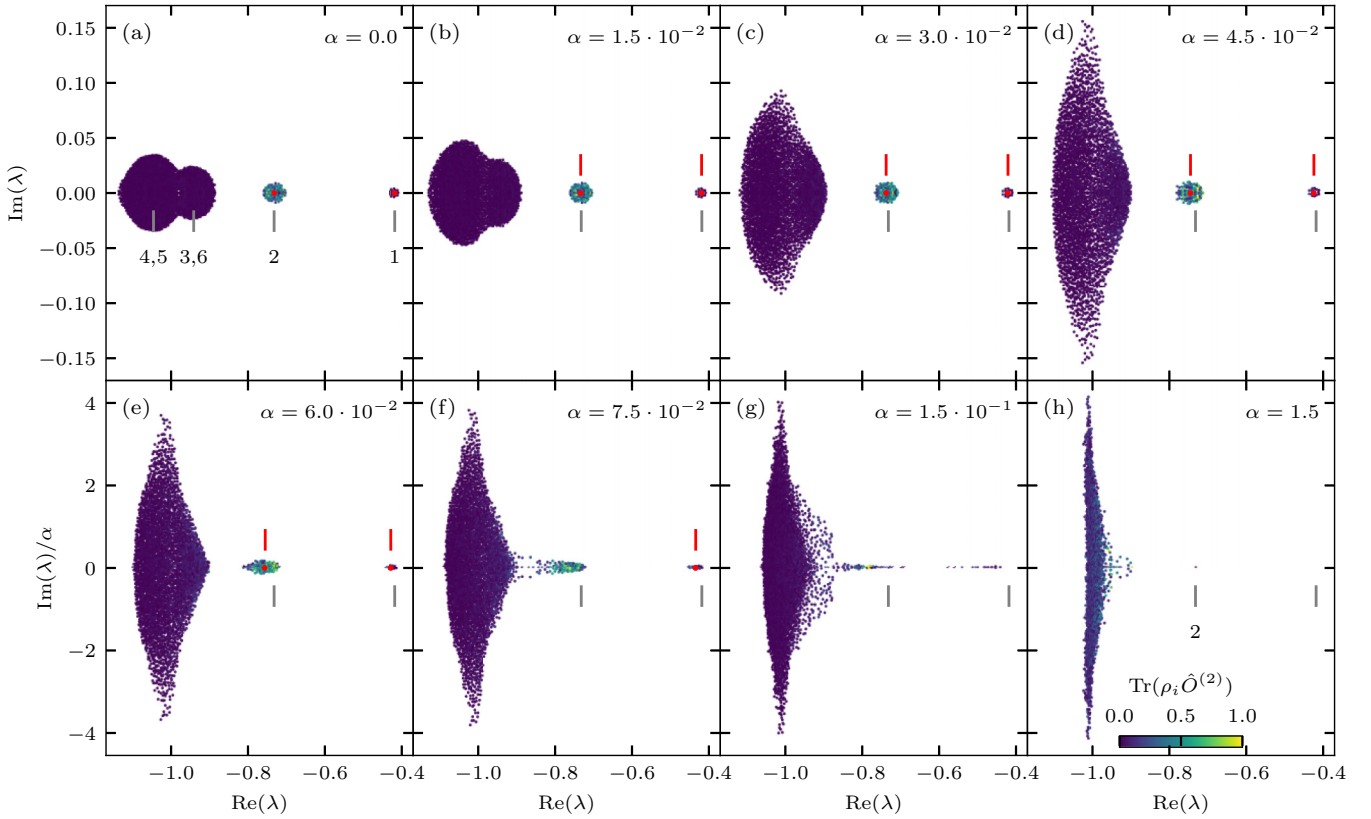 (a) α = 0.0
(b) α = 1.5 · 10⁻²
(c) α = 3.0 · 10⁻²
(d) α = 4.5 · 10⁻²
0.15
0.10
0.05
0.00
−0.05
−0.10
−0.15
Im(λ)
4,5 3,6 2 1
(e) α = 6.0 · 10⁻²
(f) α = 7.5 · 10⁻²
(g) α = 1.5 · 10⁻¹
(h) α = 1.5
4
2
0
−2
−4
Im(λ)/α
2
Tr(ρᵢÔ⁽²⁾)
0.0 0.5 1.0
−1.0 −0.8 −0.6 −0.4
−1.0 −0.8 −0.6 −0.4
−1.0 −0.8 −0.6 −0.4
−1.0 −0.8 −0.6 −0.4
Re(λ)
Re(λ)
Re(λ)
Re(λ)